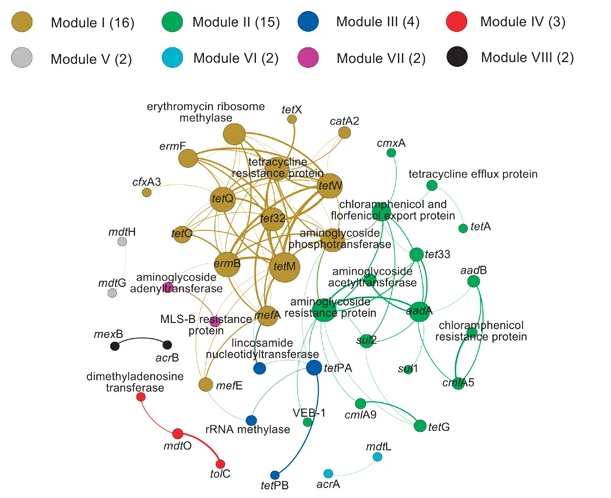 Module I (16)
Module II (15)
Module III (4)
Module IV (3)
Module V (2)
Module VI (2)
Module VII (2)
Module VIII (2)
erythromycin ribosome
methylase
tetX
catA2
ermF
cmxA
tetracycline
resistance protein
tetracycline efflux protein
cfxA3
tetW
tetQ
chloramphenicol and
florfenicol export protein
tet32
tetA
mdtH
tetO
aminoglycoside
phosphotransferase
tet33
ermB
tetM
aminoglycoside
acetyltransferase
aadB
mdtG
aminoglycoside
adenyltransferase
aminoglycoside
resistance protein
aadA
mefA
MLS-B resistance
protein
chloramphenicol
resistance protein
mexB
acrB
sul2
lincosamide
nucleotidyltransferase
dimethyladenosine
transferase
tetPA
sul1
mefE
cmlA5
VEB-1
cmlA9
rRNA methylase
tetG
mdtO
mdtL
tolC
tetPB
acrA